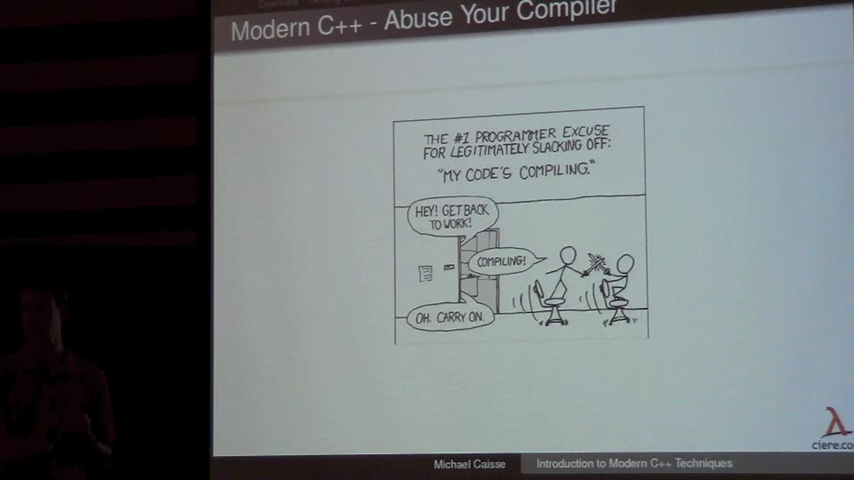 Overview
Modern C++ - Abuse Your Compiler
THE #1 PROGRAMMER EXCUSE
FOR LEGITIMATELY SLACKING OFF:
"MY CODE'S COMPILING."
HEY! GET BACK
TO WORK!
COMPILING!
OH. CARRY ON.
λ
ciere.co
Michael Caisse
Introduction to Modern C++ Techniques